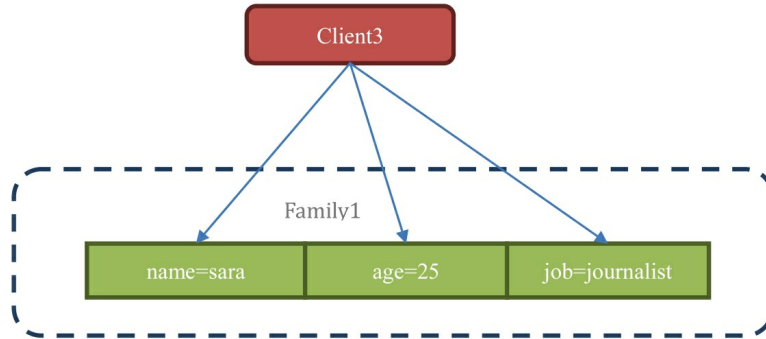 Client3
Family1
name=sara
age=25
job=journalist